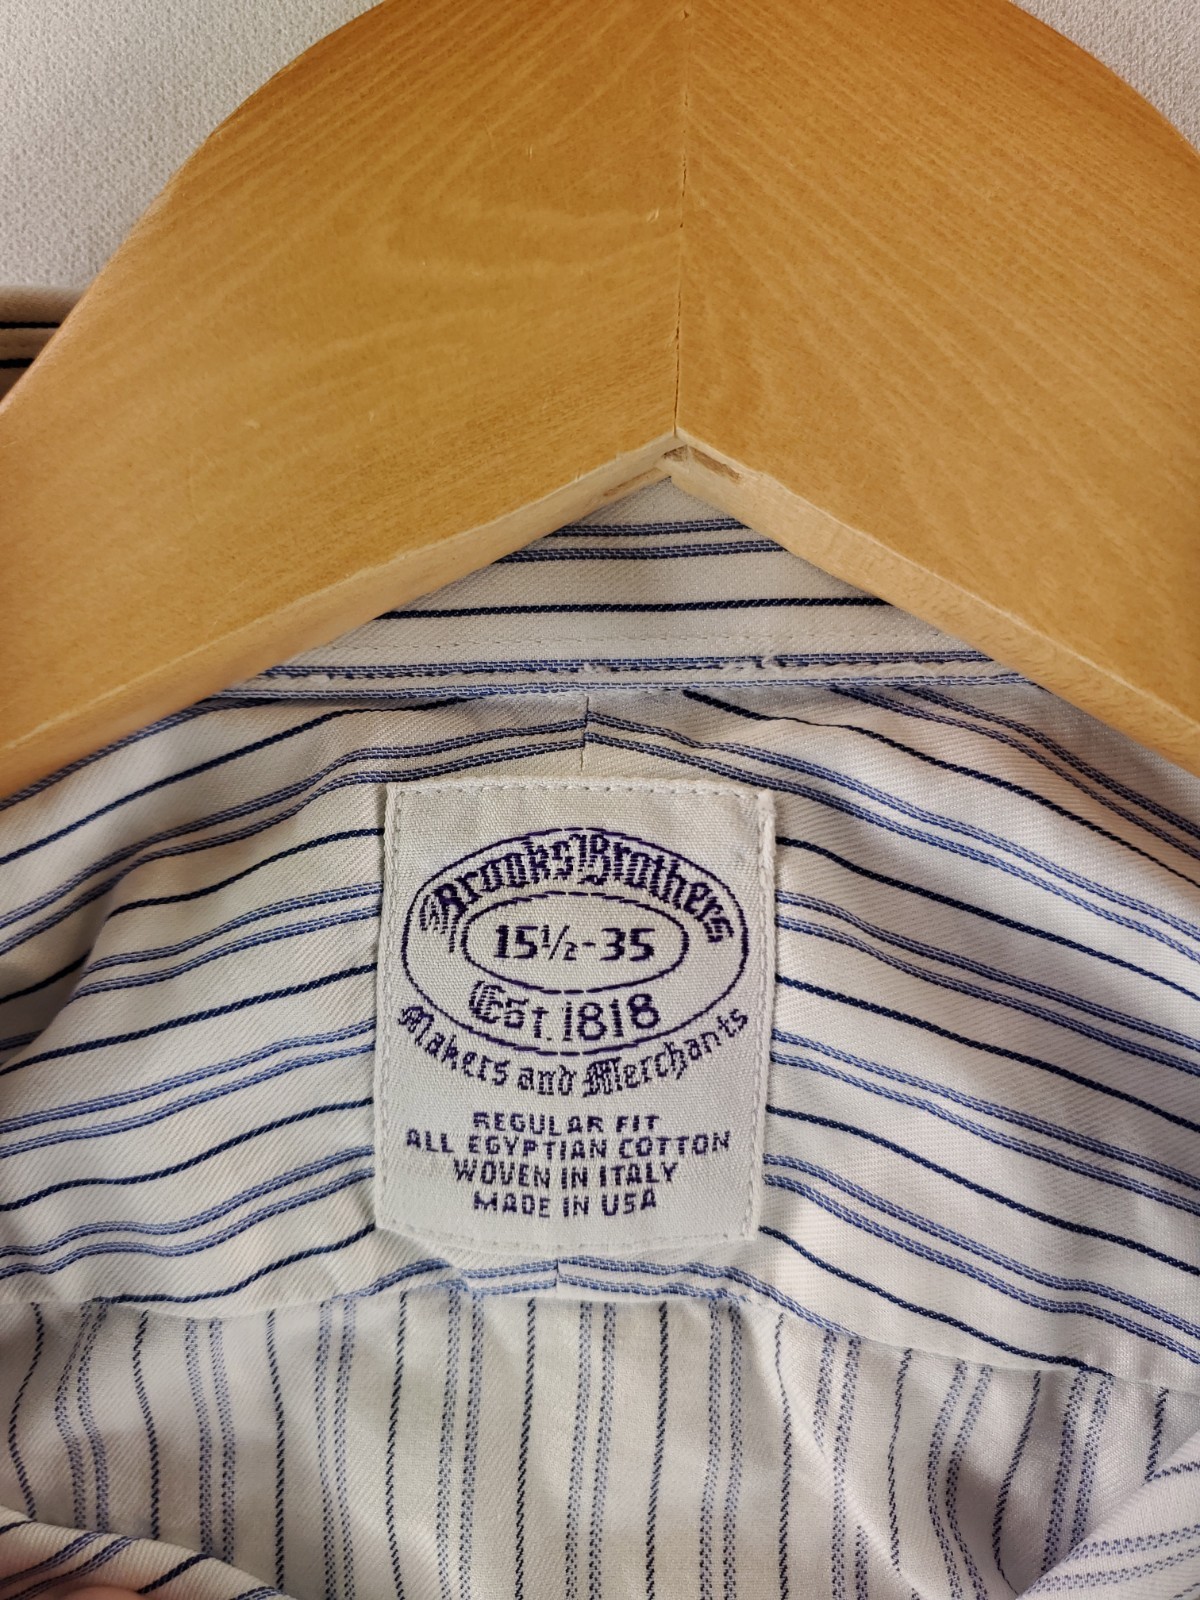 Brooks Brothers
15½-35
Est. 1818
Makers and Merchants
REGULAR FIT
ALL EGYPTIAN COTTON
WOVEN IN ITALY
MADE IN USA